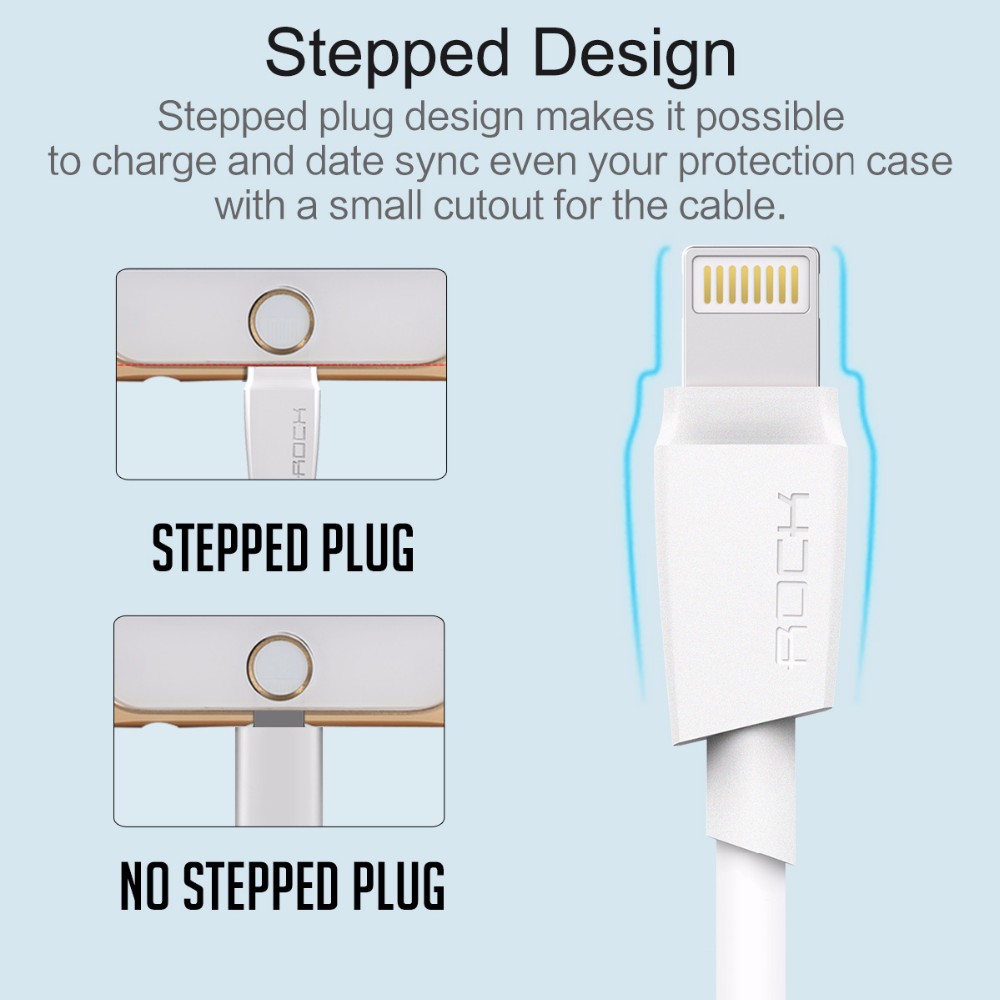 Stepped Design
Stepped plug design makes it possible
to charge and date sync even your protection case
with a small cutout for the cable.
ROCK
STEPPED PLUG
ROCK
NO STEPPED PLUG